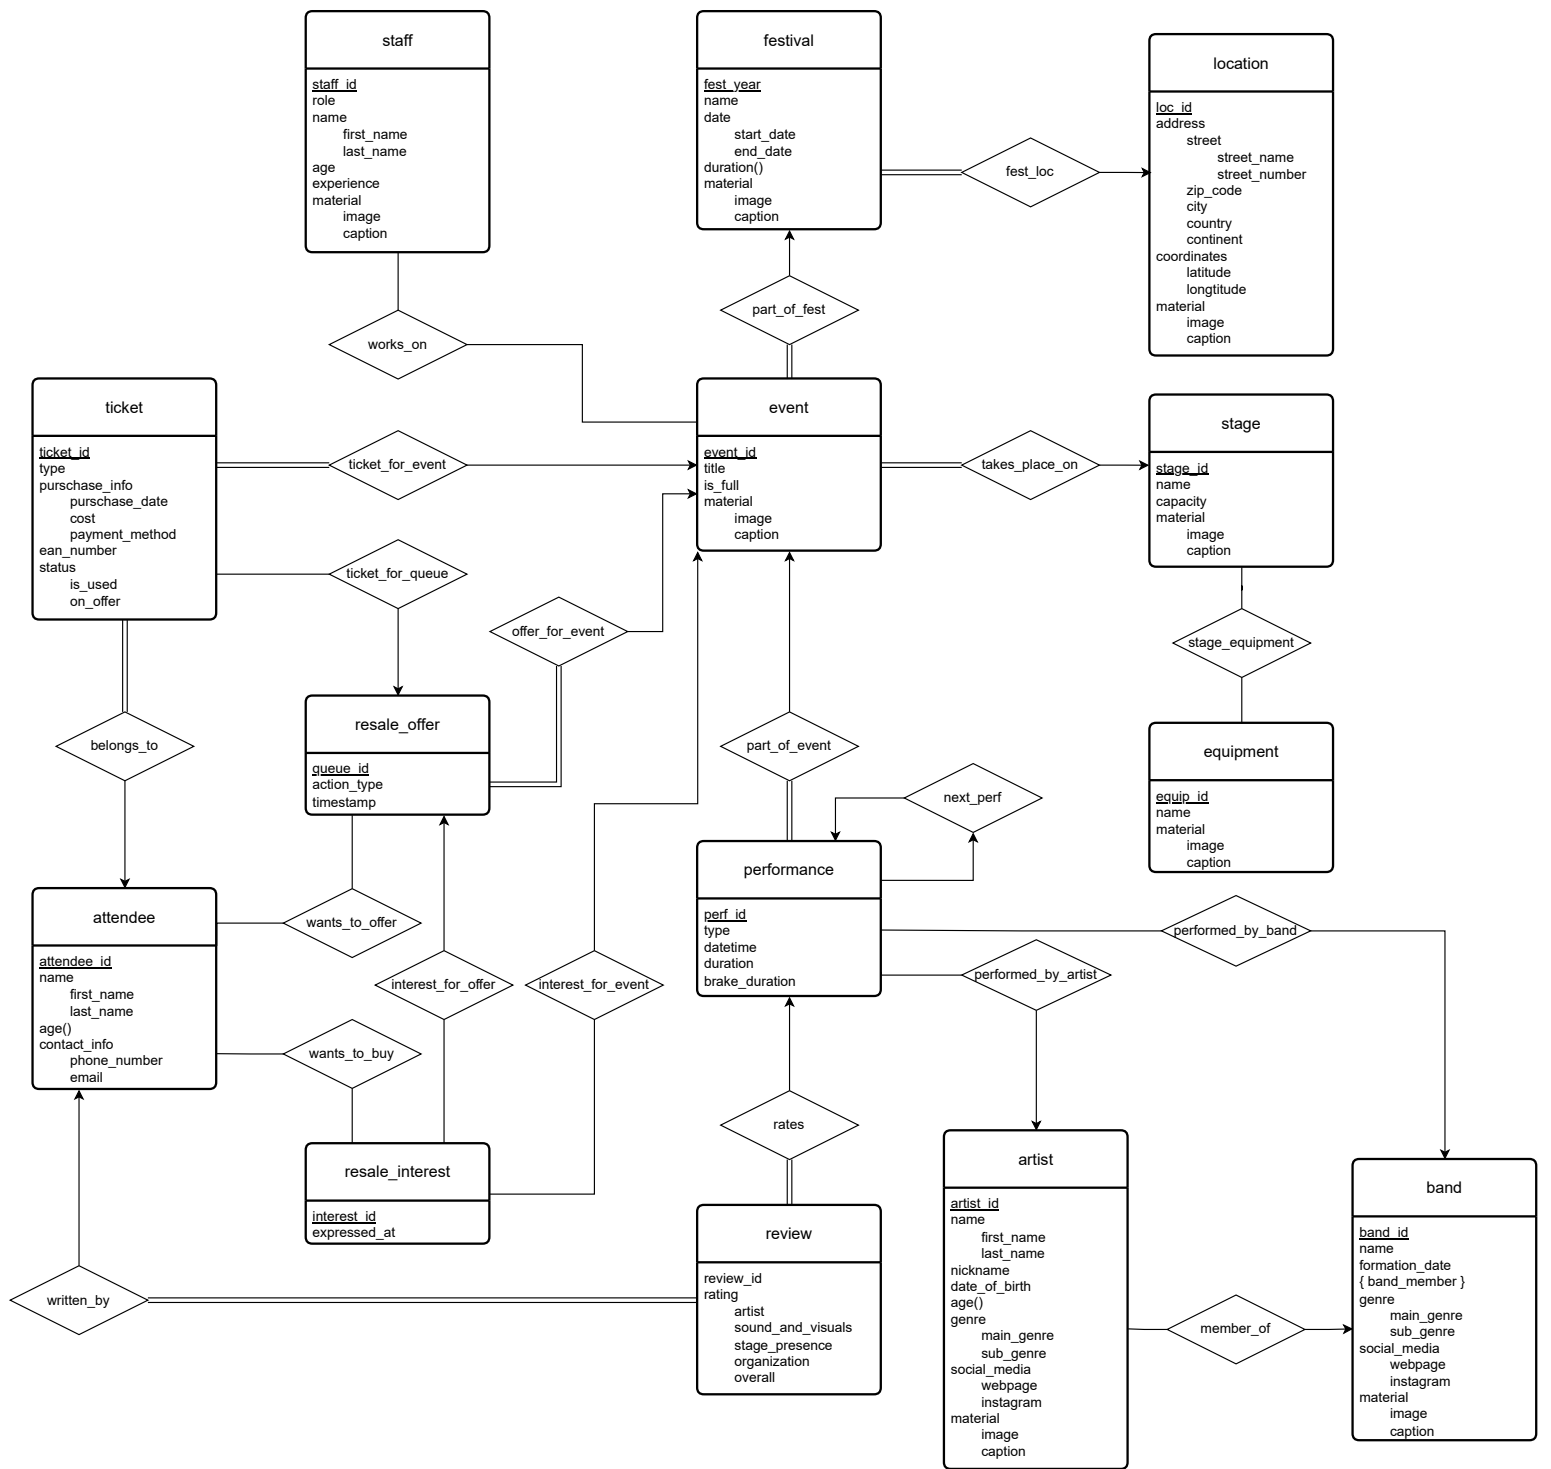 staff
staff_id
role
name
first_name
last_name
age
experience
material
image
caption
festival
fest_year
name
date
start_date
end_date
duration()
material
image
caption
location
loc_id
address
street
street_name
street_number
zip_code
city
country
continent
coordinates
latitude
longtitude
material
image
caption
fest_loc
part_of_fest
works_on
ticket
ticket_id
type
purschase_info
purschase_date
cost
payment_method
ean_number
status
is_used
on_offer
ticket_for_event
event
event_id
title
is_full
material
image
caption
takes_place_on
stage
stage_id
name
capacity
material
image
caption
ticket_for_queue
offer_for_event
stage_equipment
resale_offer
queue_id
action_type
timestamp
belongs_to
part_of_event
next_perf
equipment
equip_id
name
material
image
caption
attendee
attendee_id
name
first_name
last_name
age()
contact_info
phone_number
email
wants_to_offer
interest_for_offer
interest_for_event
wants_to_buy
performance
perf_id
type
datetime
duration
brake_duration
performed_by_band
performed_by_artist
rates
resale_interest
interest_id
expressed_at
written_by
review
review_id
rating
artist
sound_and_visuals
stage_presence
organization
overall
artist
artist_id
name
first_name
last_name
nickname
date_of_birth
age()
genre
main_genre
sub_genre
social_media
webpage
instagram
material
image
caption
member_of
band
band_id
name
formation_date
{ band_member }
genre
main_genre
sub_genre
social_media
webpage
instagram
material
image
caption